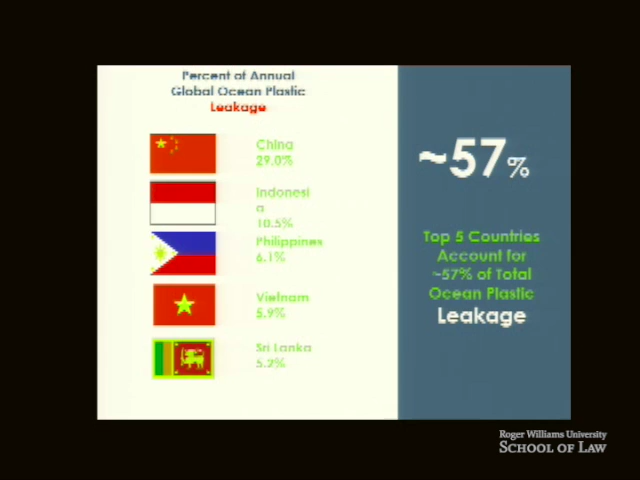 Percent of Annual
Global Ocean Plastic
Leakage
China
29.0%
Indonesi
a
10.5%
Philippines
6.1%
Vietnam
5.9%
Sri Lanka
5.2%
~57%
Top 5 Countries
Account for
~57% of Total
Ocean Plastic
Leakage
Roger Williams University
SCHOOL OF LAW